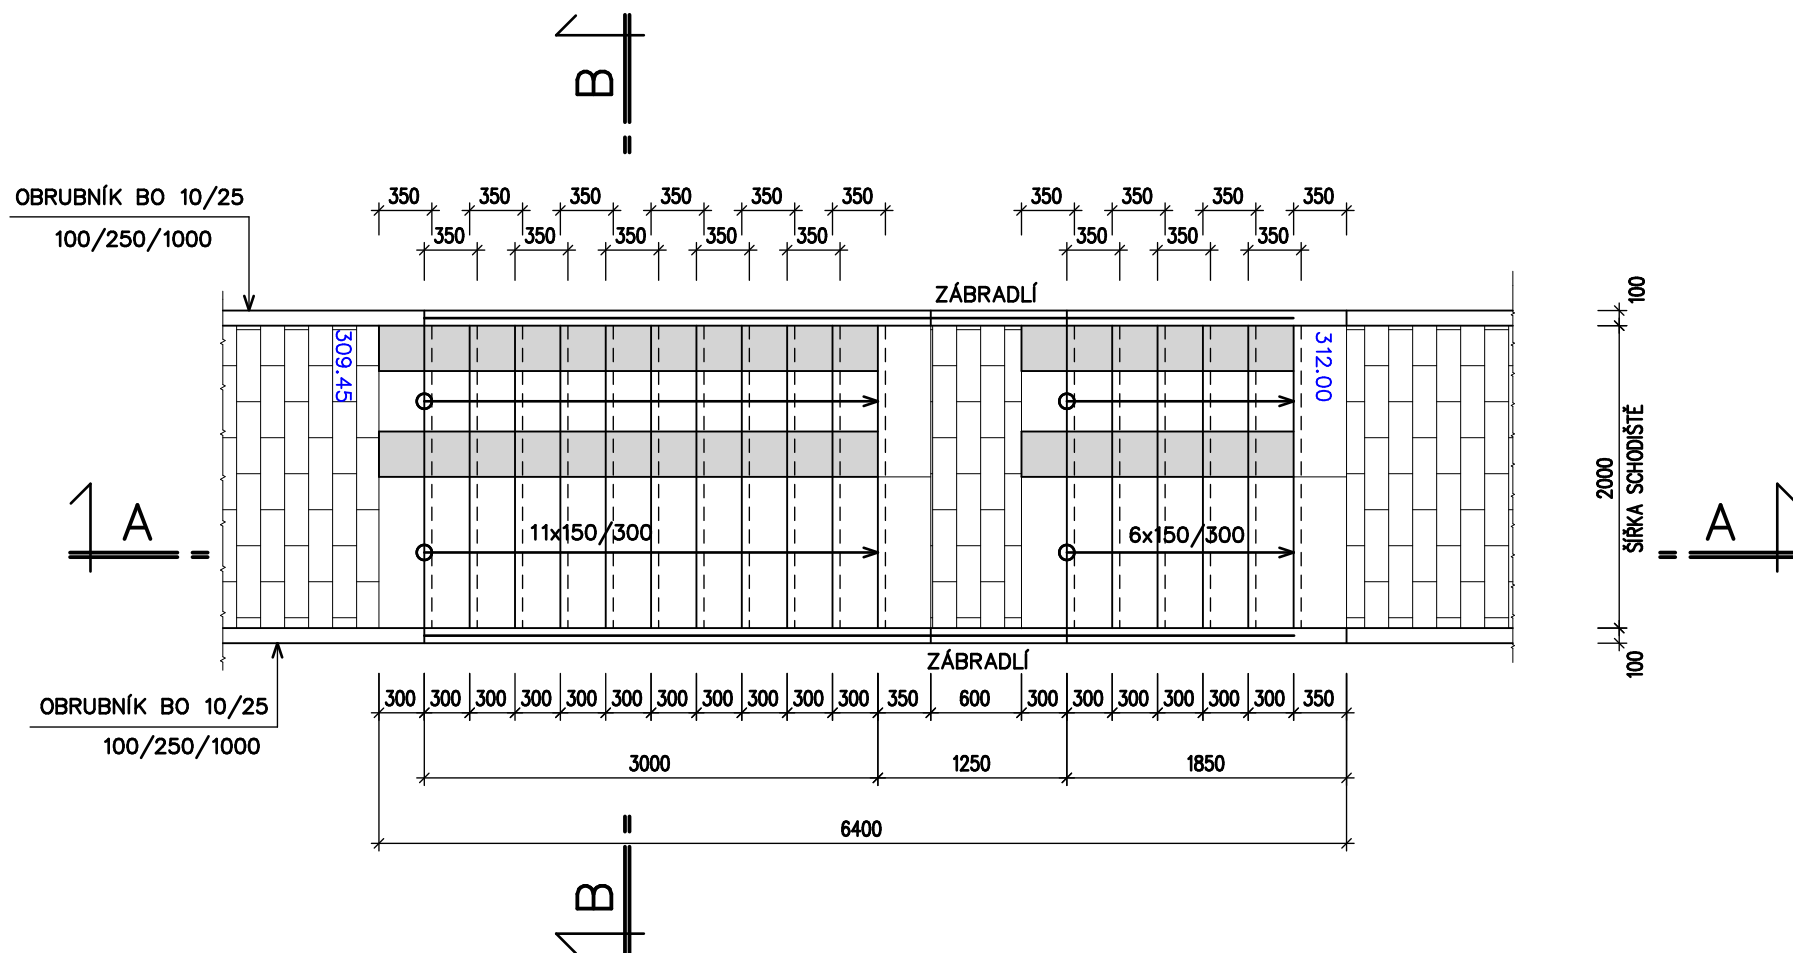 B
OBRUBNÍK BO 10/25
100/250/1000
350 350 350 350 350 350 350 350 350 350
350 350 350 350 350 350 350 350
ZÁBRADLÍ
100
309.45
312.00
2000
ŠÍŘKA SCHODIŠTĚ
A
11x150/300
6x150/300
A
ZÁBRADLÍ
100
OBRUBNÍK BO 10/25
100/250/1000
300 300 300 300 300 300 300 300 300 300 300 350 600 300 300 300 300 300 300 350
3000 1250 1850
6400
B